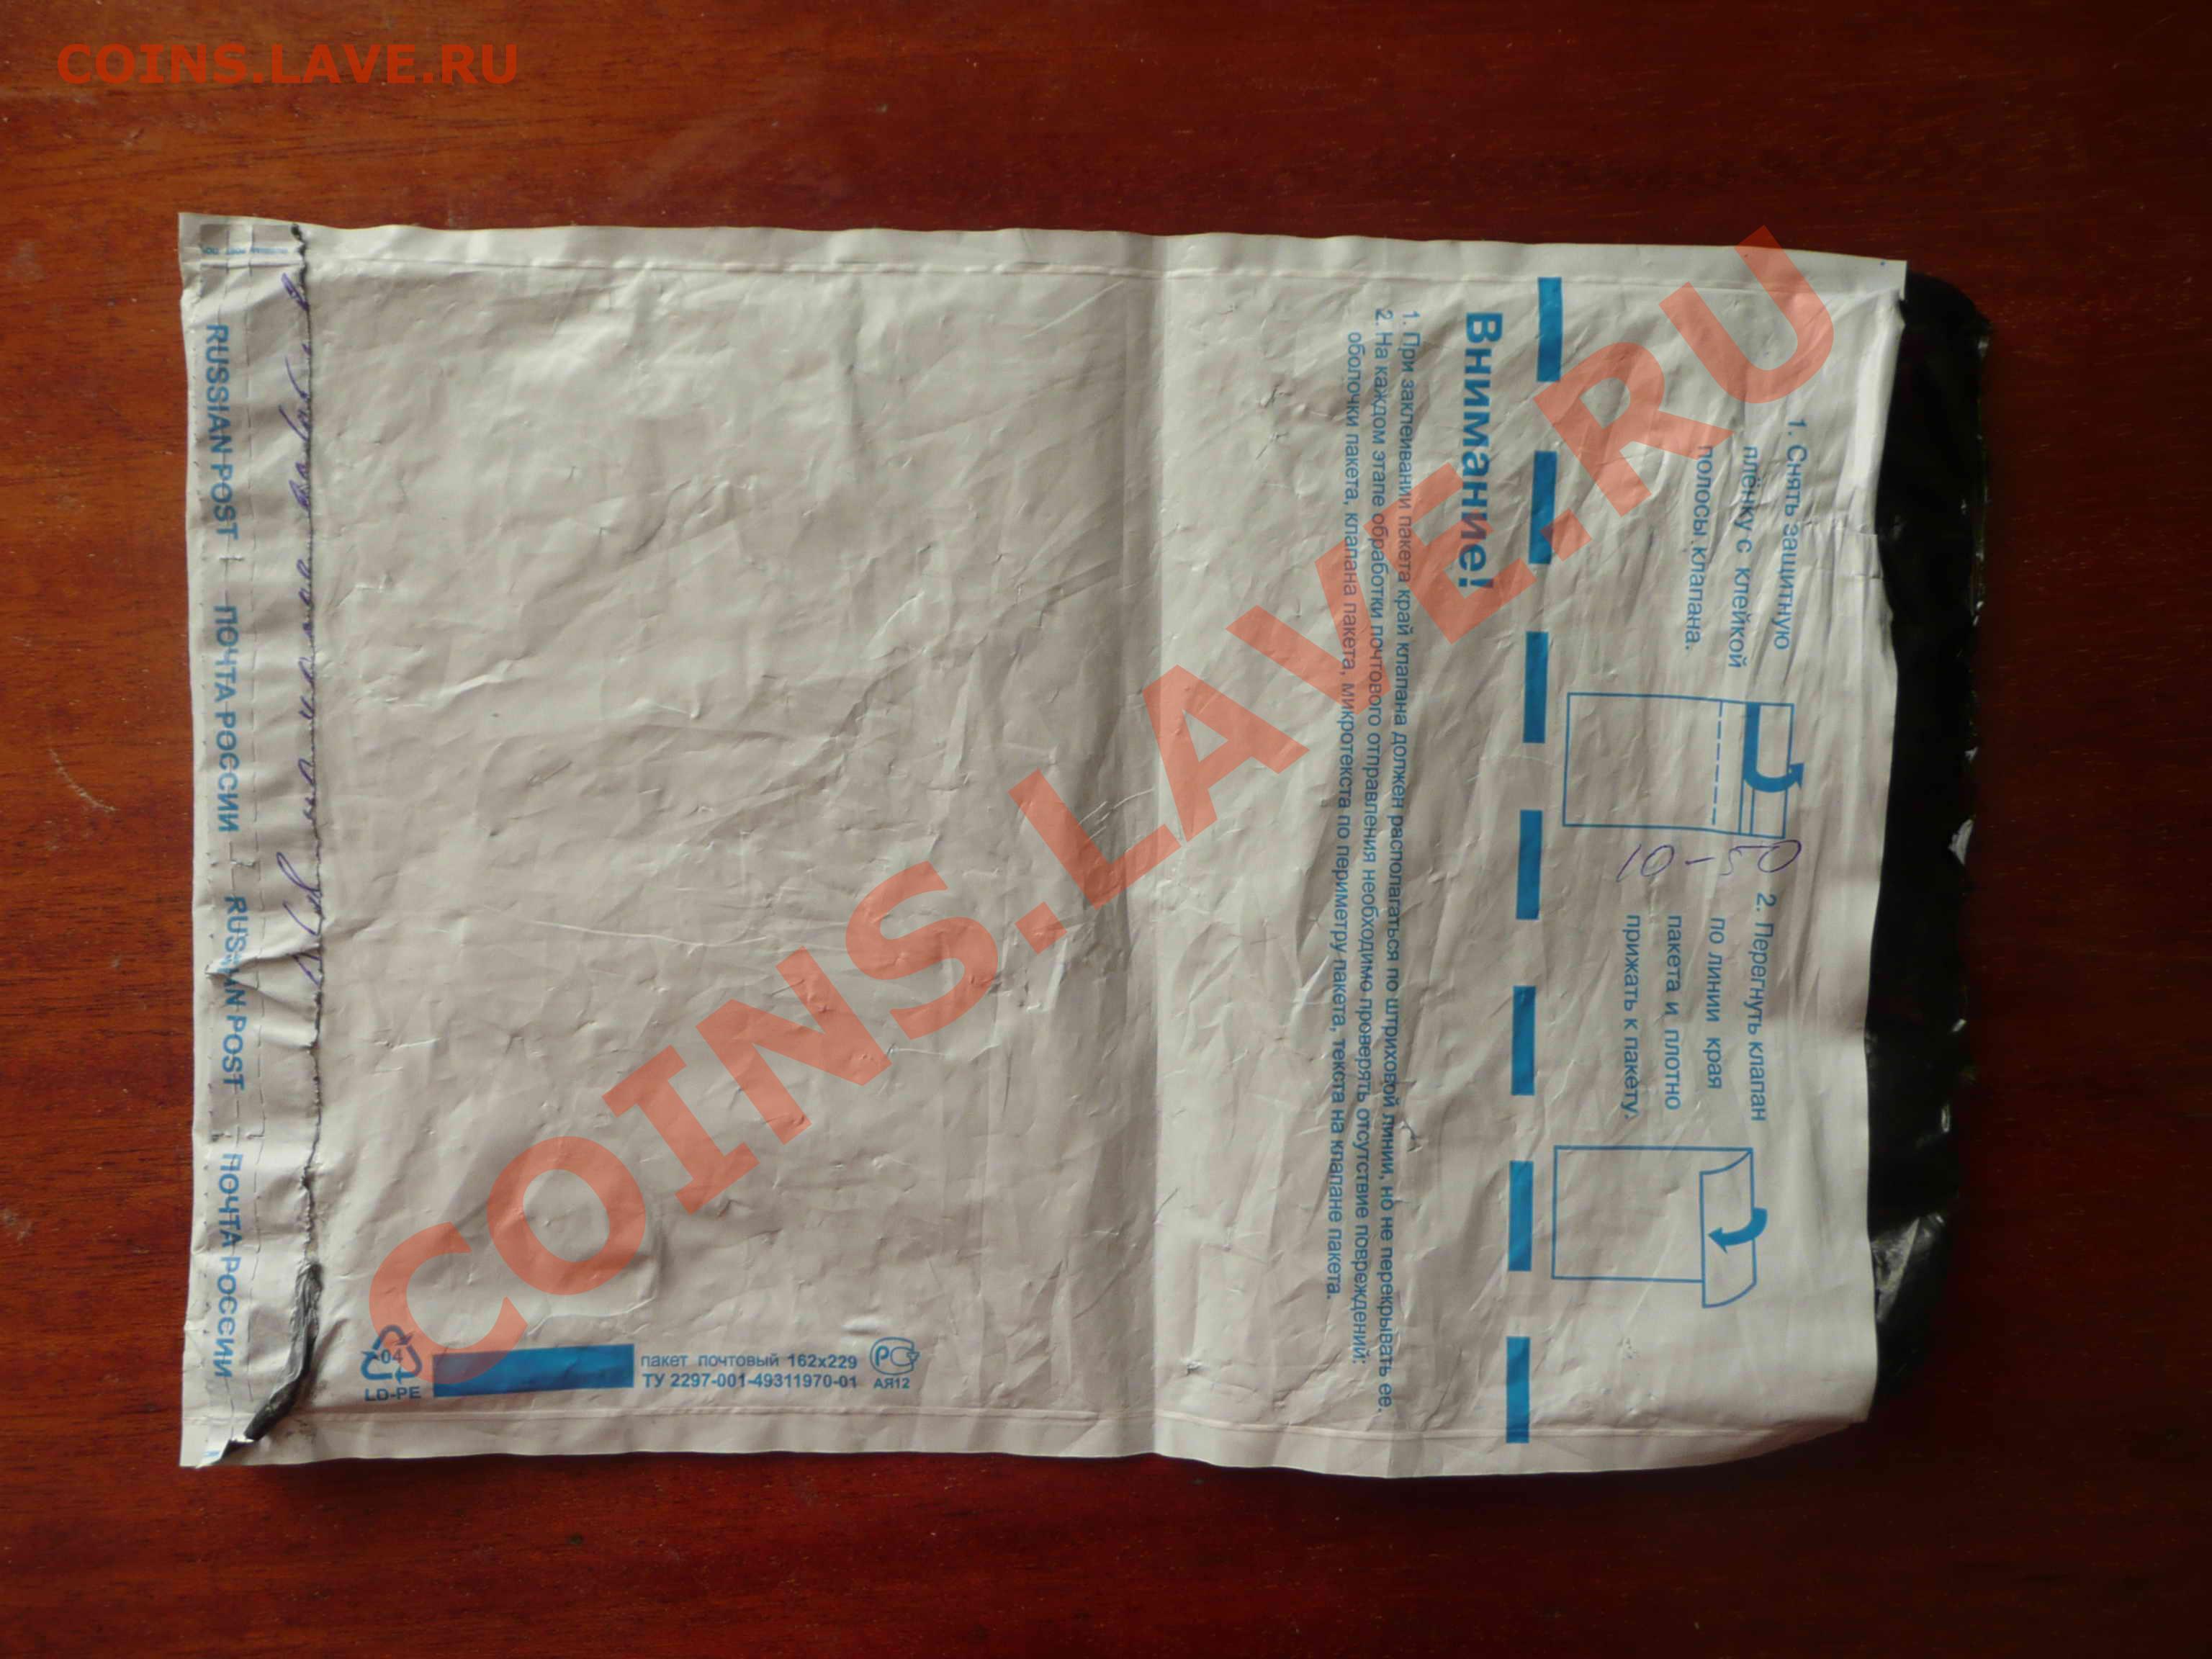 COINS.LAVE.RU
COINS.LAVE.RU
1. Снять защитную
плёнку с клейкой
полосы клапана.
10-50
2. Перегнуть клапан
по линии края
пакета и плотно
прижать к пакету.
Внимание!
1. При заклеивании пакета край клапана должен располагаться по штриховой линии, но не перекрывать ее.
2. На каждом этапе обработки почтового отправления необходимо проверять отсутствие повреждений:
оболочки пакета, клапана пакета, микротекста по периметру пакета, текста на клапане пакета.
04
LD-PE
пакет почтовый 162x229
ТУ 2297-001-49311970-01
АЯ12
RUSSIAN POST ПОЧТА РОССИИ RUSSIAN POST ПОЧТА РОССИИ